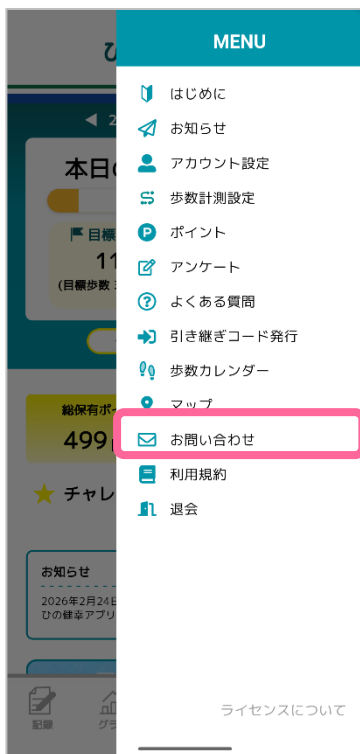 ひ
MENU
はじめに
お知らせ
アカウント設定
歩数計測設定
ポイント
アンケート
よくある質問
引き継ぎコード発行
歩数カレンダー
マップ
お問い合わせ
利用規約
退会
ライセンスについて
◀ 2
本日の
目標
11
(目標歩数:
総保有ポイ
499
チャレ
お知らせ
2026年2月24日
ひの健幸アプリ
記録
グラ